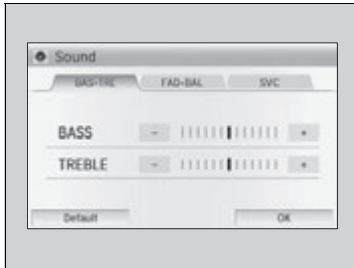 Sound
BAS-TRE FAD-BAL SVC
BASS - +
TREBLE - +
Default OK